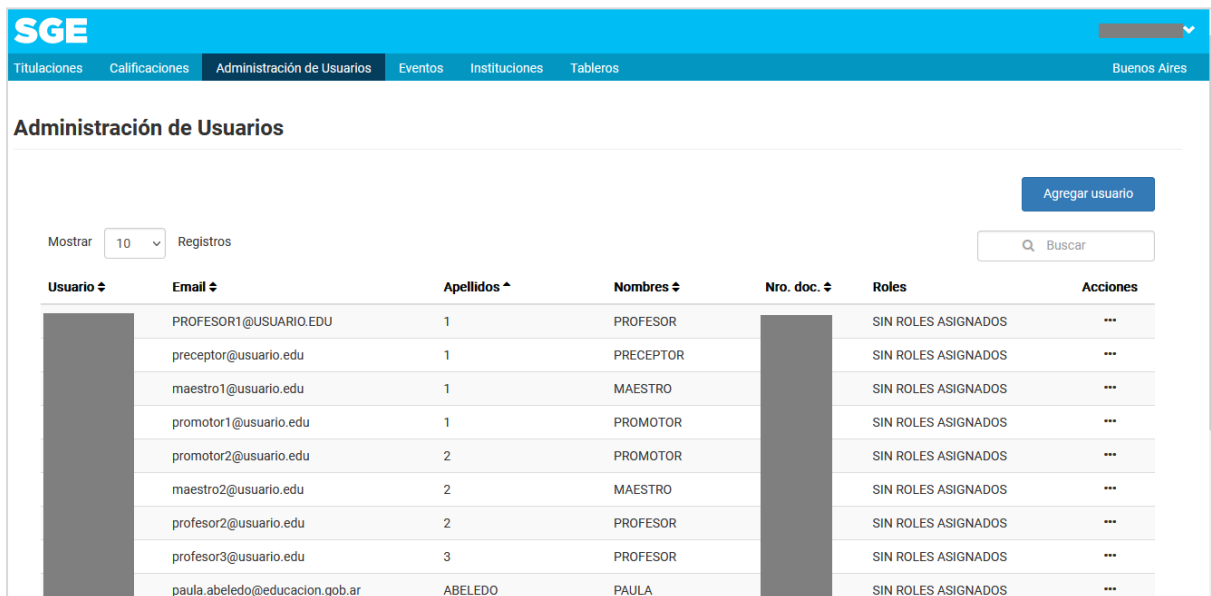 SGE
Titulaciones Calificaciones Administración de Usuarios Eventos Instituciones Tableros Buenos Aires
Administración de Usuarios
Agregar usuario
Mostrar 10 Registros Buscar
Usuario Email Apellidos Nombres Nro. doc. Roles Acciones
PROFESOR1@USUARIO.EDU 1 PROFESOR SIN ROLES ASIGNADOS ...
preceptor@usuario.edu 1 PRECEPTOR SIN ROLES ASIGNADOS ...
maestro1@usuario.edu 1 MAESTRO SIN ROLES ASIGNADOS ...
promotor1@usuario.edu 1 PROMOTOR SIN ROLES ASIGNADOS ...
promotor2@usuario.edu 2 PROMOTOR SIN ROLES ASIGNADOS ...
maestro2@usuario.edu 2 MAESTRO SIN ROLES ASIGNADOS ...
profesor2@usuario.edu 2 PROFESOR SIN ROLES ASIGNADOS ...
profesor3@usuario.edu 3 PROFESOR SIN ROLES ASIGNADOS ...
paula.abeledo@educacion.gob.ar ABELEDO PAULA SIN ROLES ASIGNADOS ...